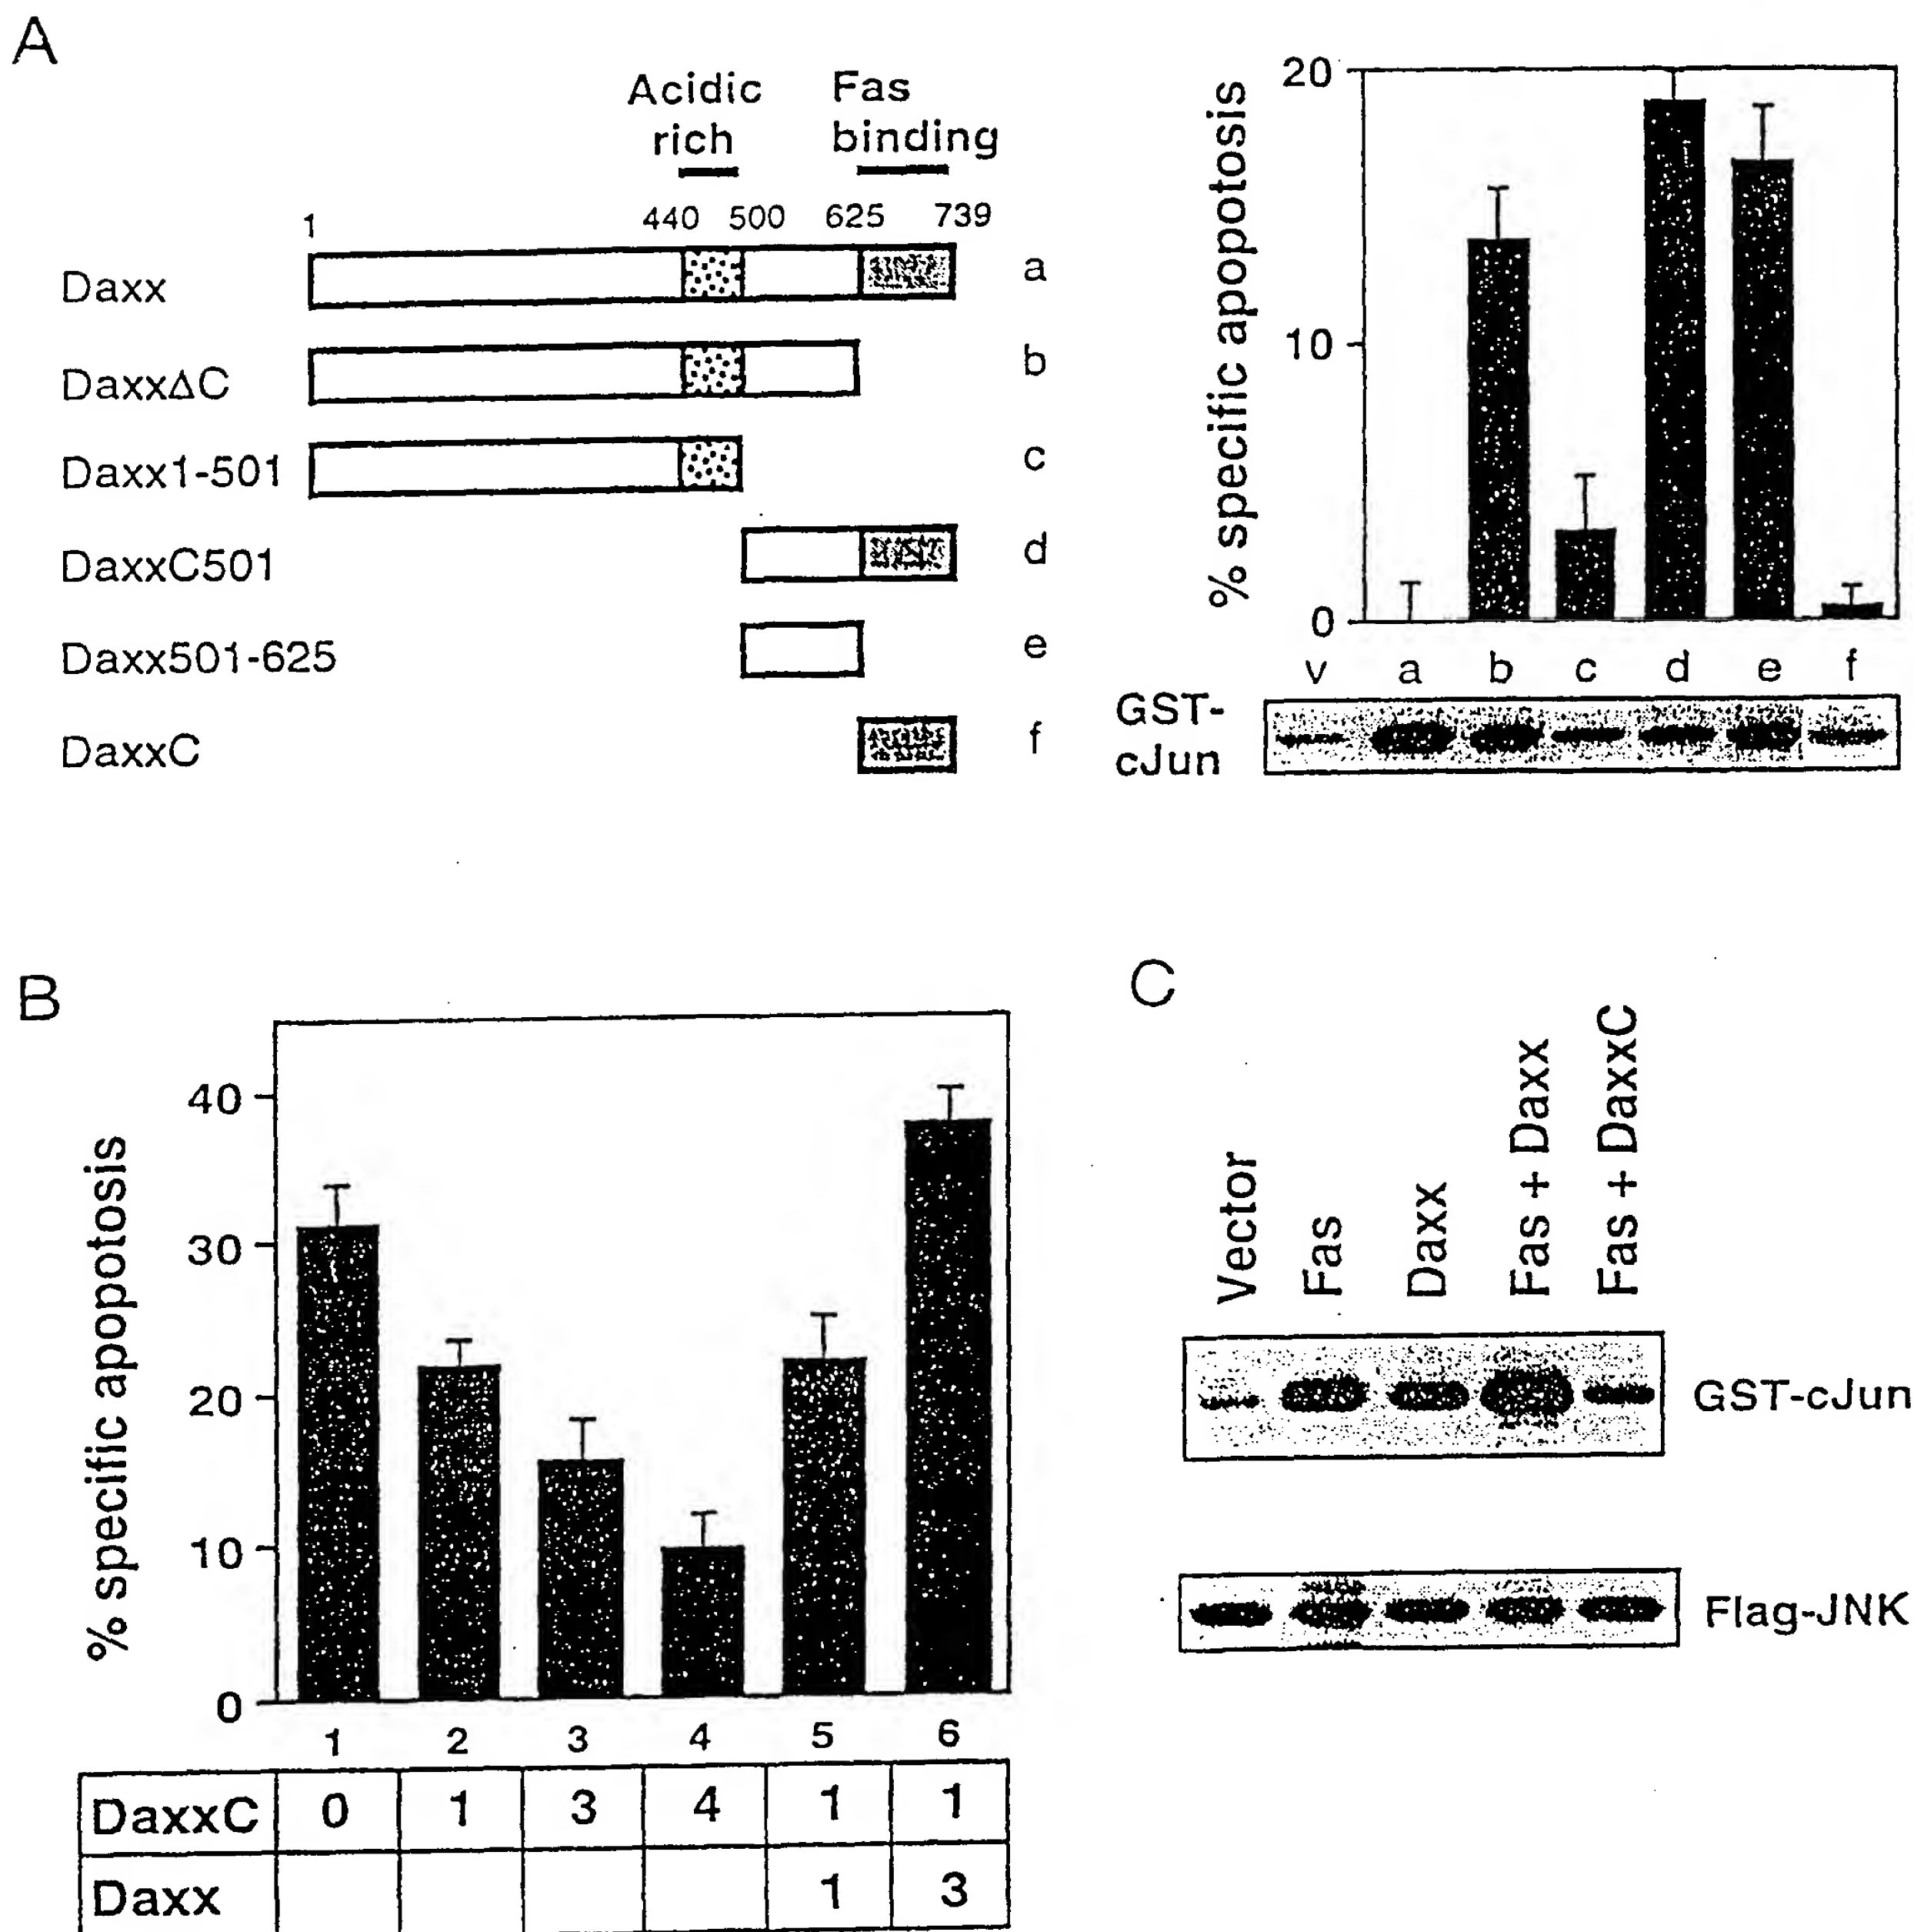 A
Acidic rich
Fas binding
1 440 500 625 739
Daxx a
DaxxΔC b
Daxx1-501 c
DaxxC501 d
Daxx501-625 e
DaxxC f
% specific apopotosis
20
10
0
v a b c d e f
GST-cJun
B
% specific apopotosis
40
30
20
10
0
1 2 3 4 5 6
DaxxC 0 1 3 4 1 1
Daxx 1 3
C
Vector
Fas
Daxx
Fas + Daxx
Fas + DaxxC
GST-cJun
Flag-JNK